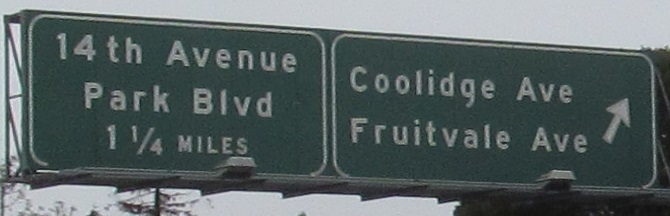 14th Avenue
Park Blvd
1 1/4 MILES
Coolidge Ave
Fruitvale Ave